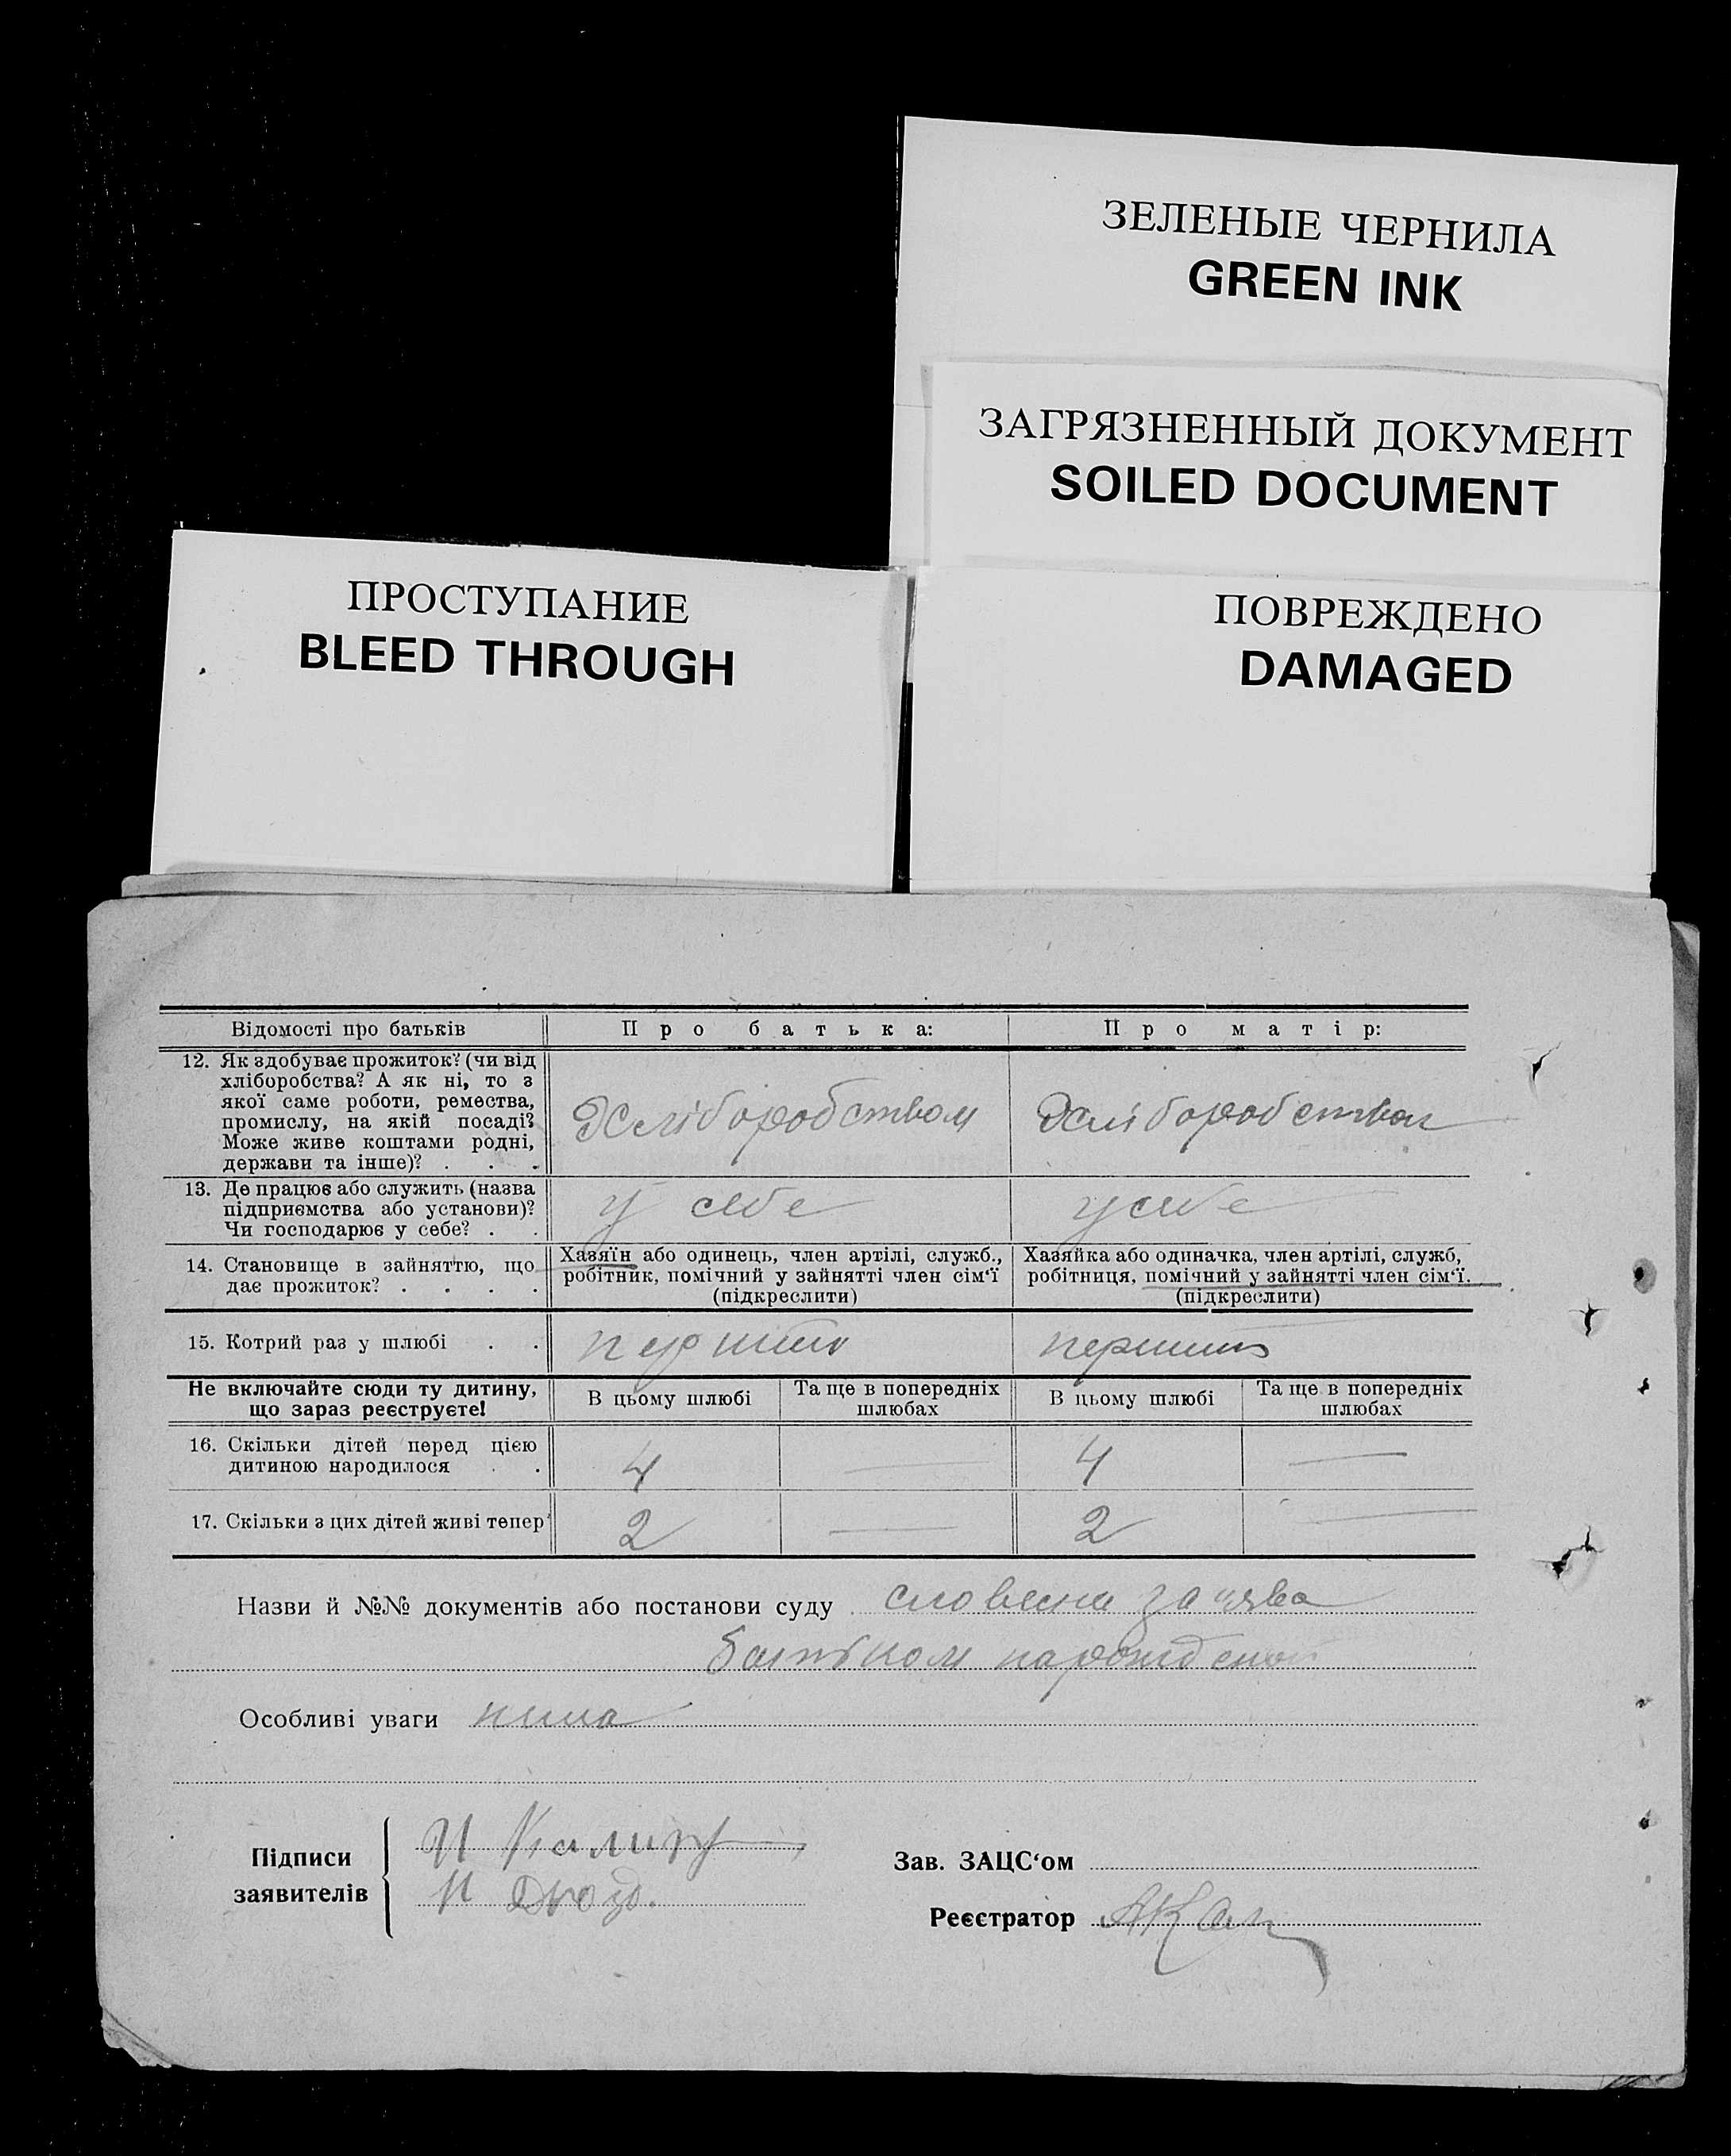 ЗЕЛЕНЫЕ ЧЕРНИЛА
GREEN INK
ЗАГРЯЗНЕННЫЙ ДОКУМЕНТ
SOILED DOCUMENT
ПРОСТУПАНИЕ
BLEED THROUGH
ПОВРЕЖДЕНО
DAMAGED
Відомості про батьків
Про батька:
Про матір:
12. Як здобуває прожиток? (чи від
хліборобства? А як ні, то з
якої саме роботи, ремества,
промислу, на якій посаді?
Може живе коштами родні,
держави та інше)? . . .
Хліборобством
Хліборобством
13. Де працює або служить (назва
підприємства або установи)?
Чи господарює у себе? . .
у себе
у себе
14. Становище в зайняттю, що
дає прожиток? . . . .
Хазяїн або одинець, член артілі, служб.,
робітник, помічний у зайнятті член сім‘ї
(підкреслити)
Хазяйка або одиначка, член артілі, служб,
робітниця, помічний у зайнятті член сім‘ї.
(підкреслити)
15. Котрий раз у шлюбі . .
Не включайте сюди ту дитину,
що зараз реєструєте!
В цьому шлюбі
Та ще в попередніх
шлюбах
В цьому шлюбі
Та ще в попередніх
шлюбах
16. Скільки дітей перед цією
дитиною народилося . .
4
—
4
—
17. Скільки з цих дітей живі тепер
2
—
2
—
Назви й №№ документів або постанови суду словесна заява
батьком
Особливі уваги нима
Підписи
заявителів
Зав. ЗАЦС‘ом
Реєстратор